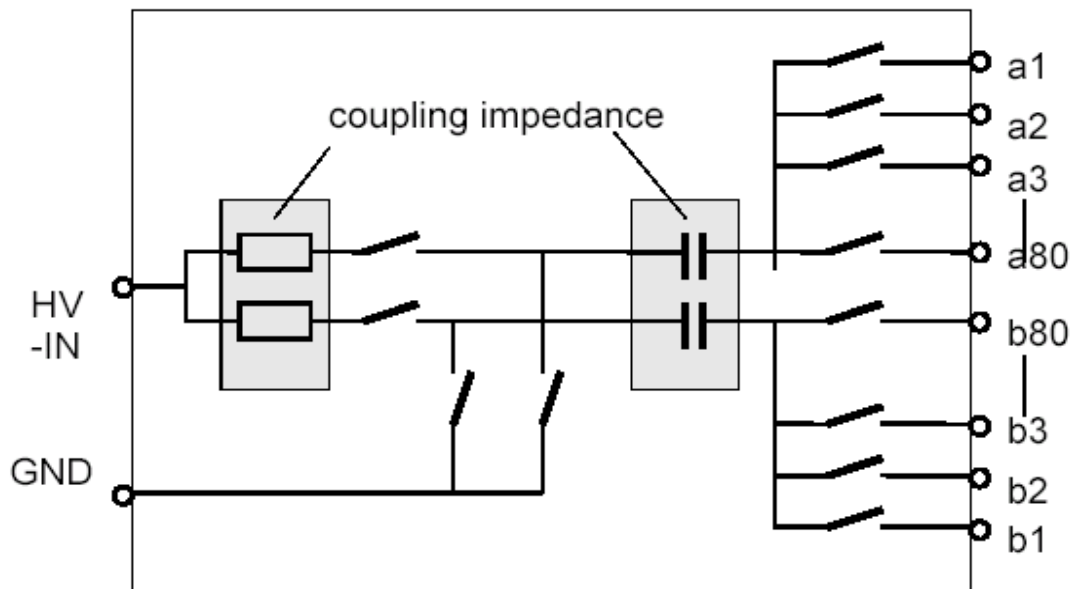 a1
coupling impedance
a2
a3
a80
HV
-IN
b80
b3
GND
b2
b1